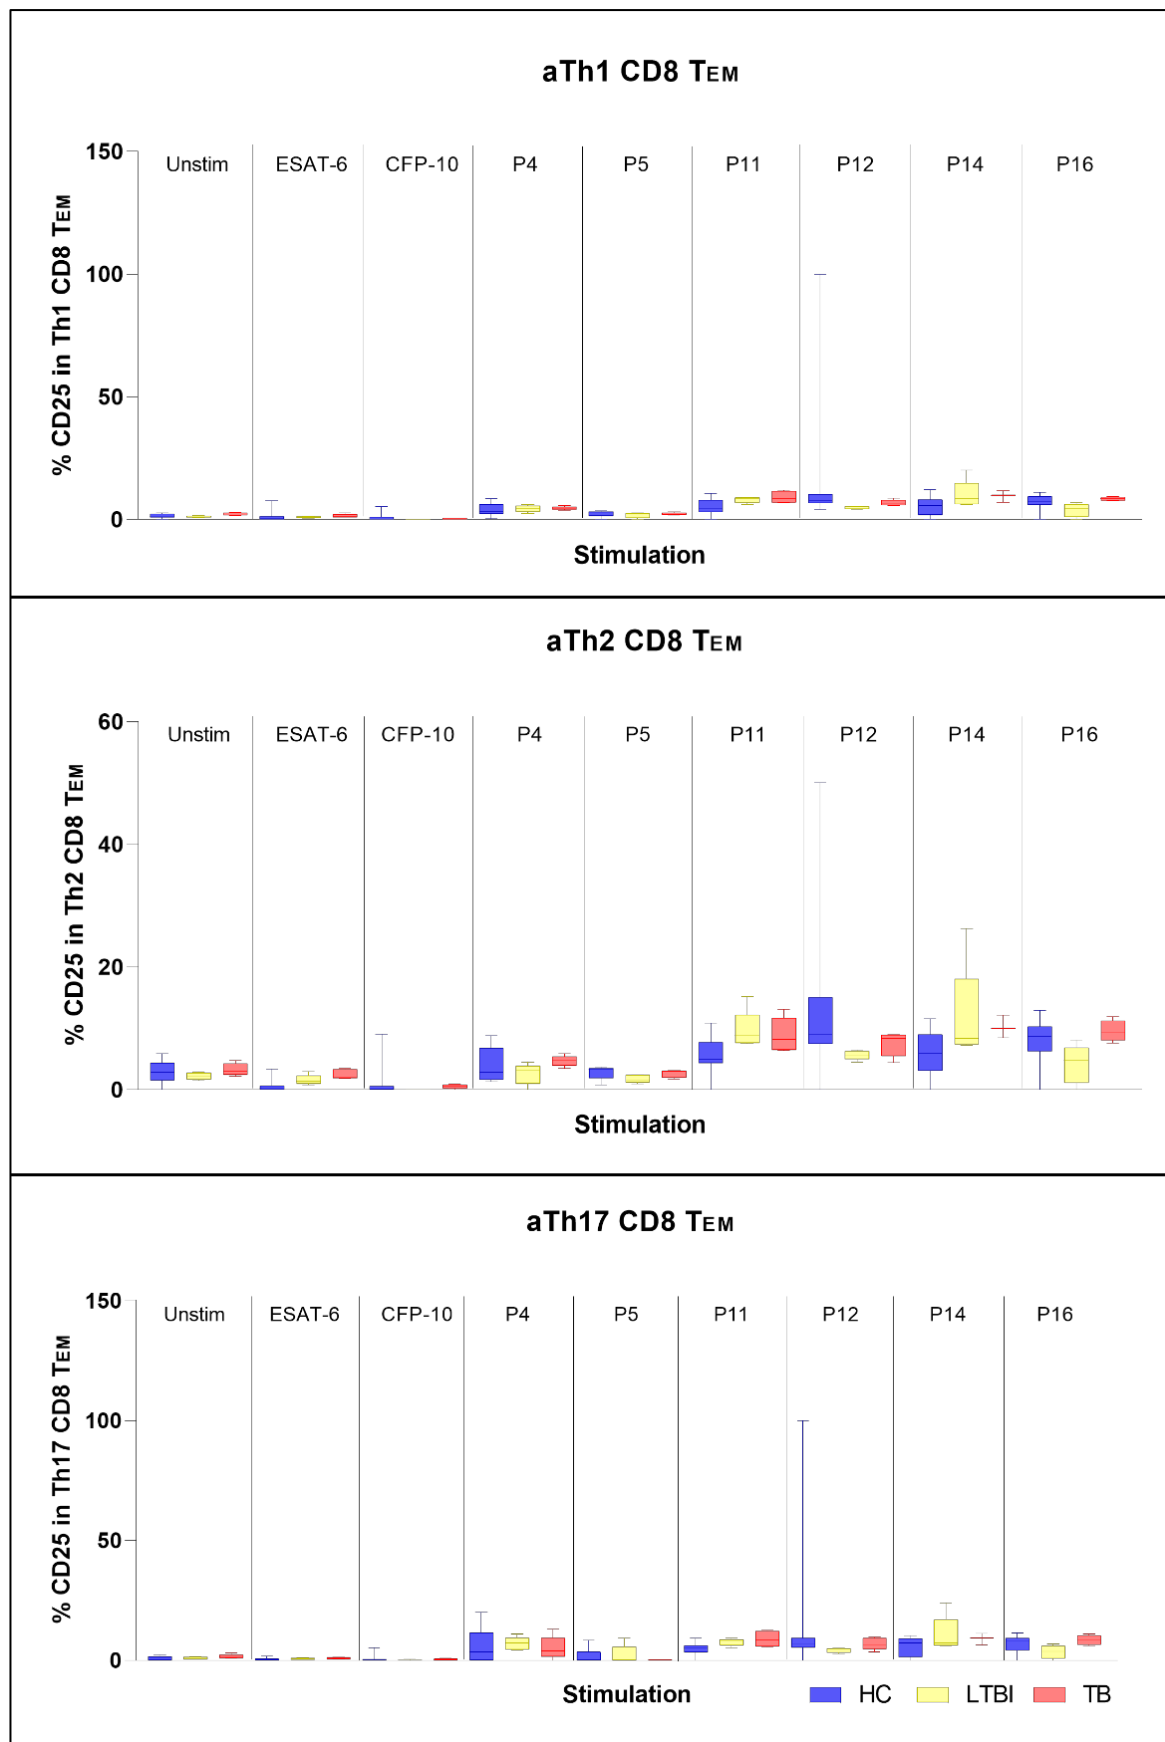 aTh1 CD8 TEM
% CD25 in Th1 CD8 TEM
150
100
50
0
Unstim ESAT-6 CFP-10 P4 P5 P11 P12 P14 P16
Stimulation
aTh2 CD8 TEM
% CD25 in Th2 CD8 TEM
60
40
20
0
Unstim ESAT-6 CFP-10 P4 P5 P11 P12 P14 P16
Stimulation
aTh17 CD8 TEM
% CD25 in Th17 CD8 TEM
150
100
50
0
Unstim ESAT-6 CFP-10 P4 P5 P11 P12 P14 P16
Stimulation
HC LTBI TB